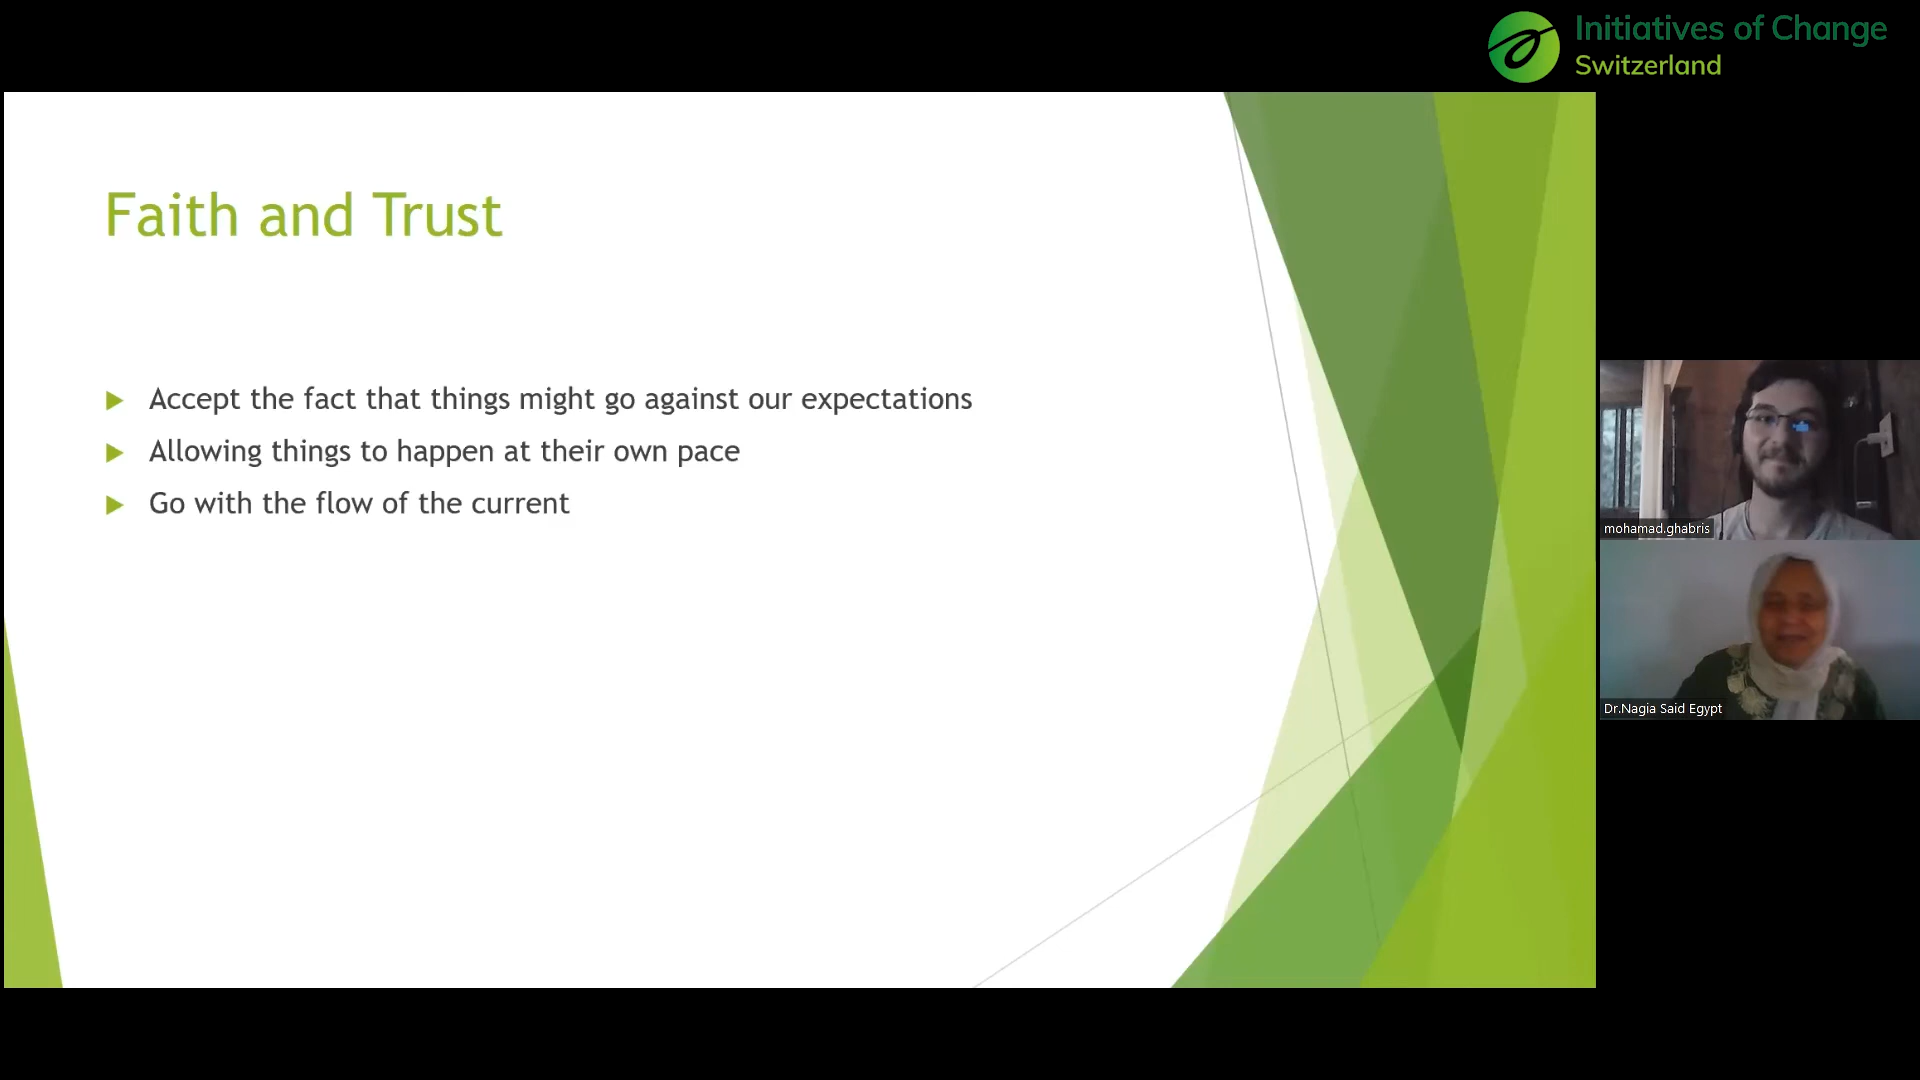 Initiatives of Change
Switzerland
Faith and Trust
Accept the fact that things might go against our expectations
Allowing things to happen at their own pace
Go with the flow of the current
mohamad.ghabris
Dr.Nagia Said Egypt